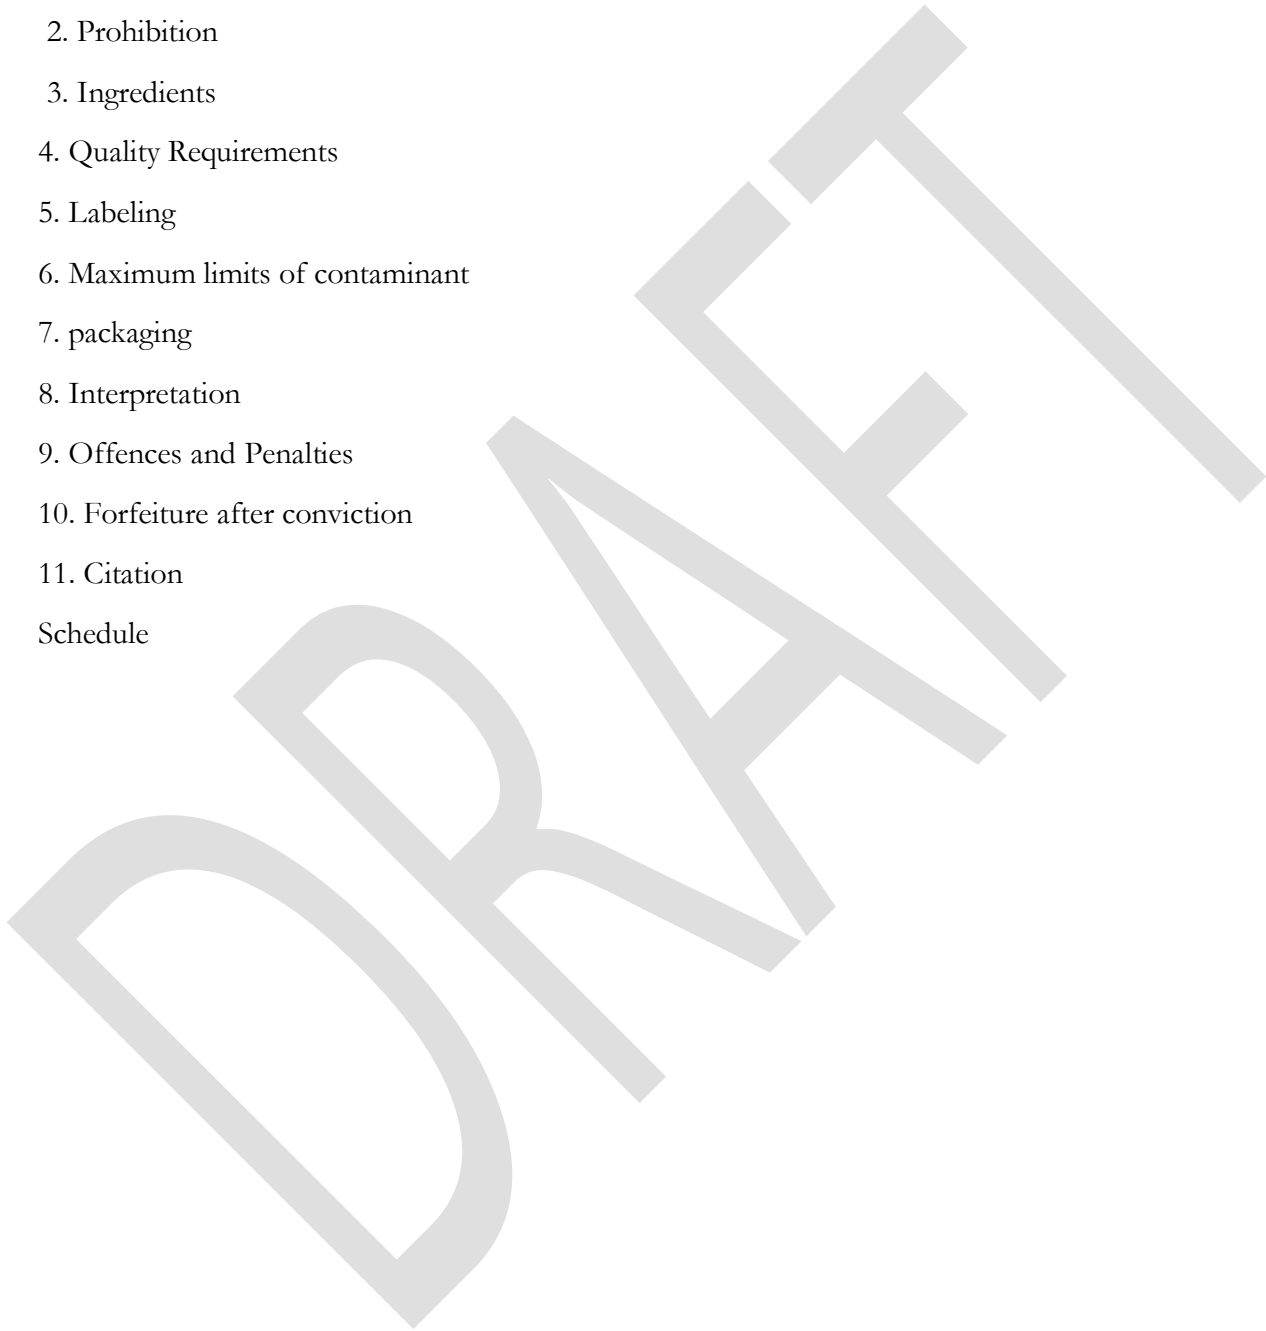 2. Prohibition
3. Ingredients
4. Quality Requirements
5. Labeling
6. Maximum limits of contaminant
7. packaging
8. Interpretation
9. Offences and Penalties
10. Forfeiture after conviction
11. Citation
Schedule
DRAFT